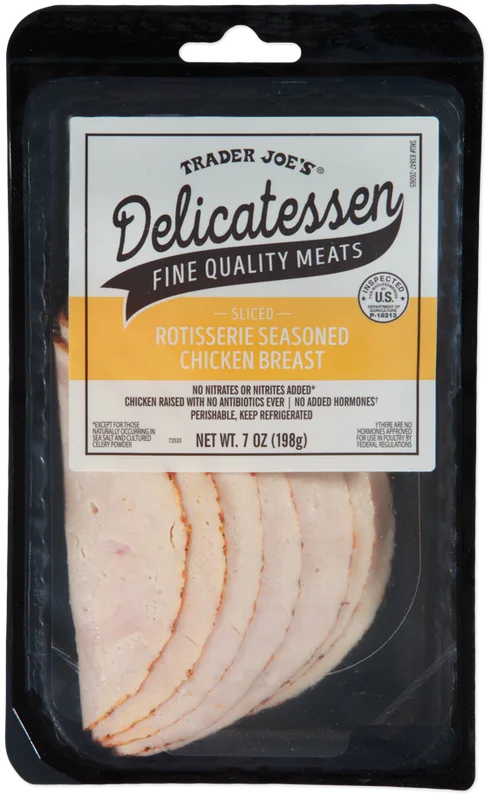 TRADER JOE'S®
SKU# 83847-26065
Delicatessen
FINE QUALITY MEATS
INSPECTED
FOR WHOLESOMENESS
BY
U.S.
DEPARTMENT OF
AGRICULTURE
P-18213
SLICED
ROTISSERIE SEASONED
CHICKEN BREAST
NO NITRATES OR NITRITES ADDED*
CHICKEN RAISED WITH NO ANTIBIOTICS EVER | NO ADDED HORMONES†
PERISHABLE, KEEP REFRIGERATED
*EXCEPT FOR THOSE
NATURALLY OCCURRING IN
SEA SALT AND CULTURED
CELERY POWDER
72533
NET WT. 7 OZ (198g)
†THERE ARE NO
HORMONES APPROVED
FOR USE IN POULTRY BY
FEDERAL REGULATIONS